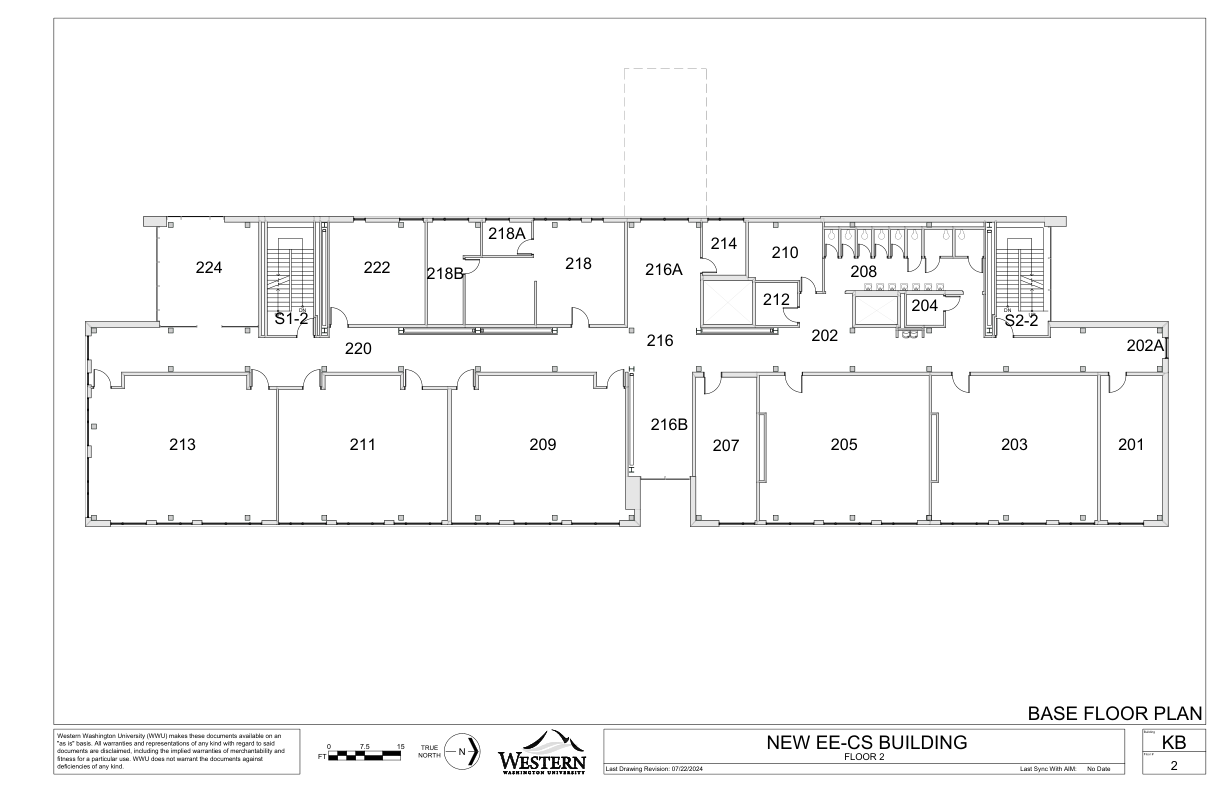 218A
214
210
224
222
218B
218
216A
208
212
204
S1-2
S2-2
DN
DN
220
216
202
202A
216B
213
211
209
207
205
203
201
BASE FLOOR PLAN
Western Washington University (WWU) makes these documents available on an
"as is" basis. All warranties and representations of any kind with regard to said
documents are disclaimed, including the implied warranties of merchantability and
fitness for a particular use. WWU does not warrant the documents against
deficiencies of any kind.
0 7.5 15
FT
TRUE
NORTH
N
WESTERN
WASHINGTON UNIVERSITY
NEW EE-CS BUILDING
FLOOR 2
Last Drawing Revision: 07/22/2024
Last Sync With AIM: No Date
Building
KB
2